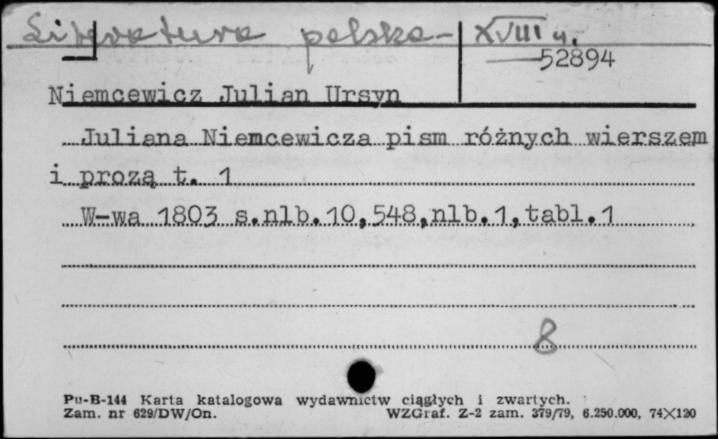 Literatura polska - XVIII w.
52894
Niemcewicz Julian Ursyn
Juliana Niemcewicza pism różnych wierszem
i prozą t. 1
W-wa 1803 s.nlb.10,548,nlb.1,tabl.1
8
Pu-B-144 Karta katalogowa wydawnictw ciągłych i zwartych.
Zam. nr 629/DW/On. WZGraf. Z-2 zam. 379/79, 6.250.000, 74×120